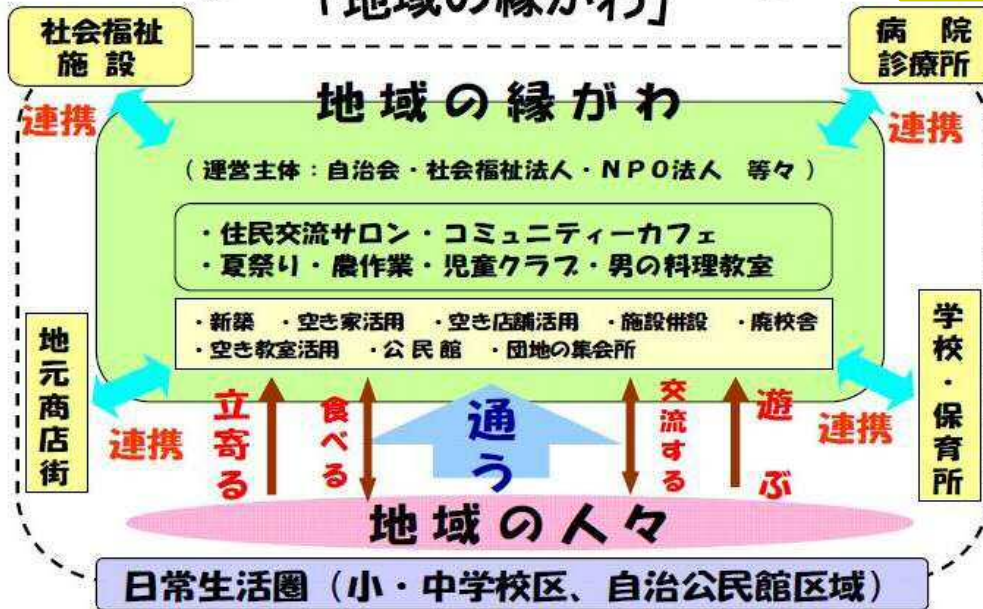 「地域の縁がわ」
社会福祉
施設
病 院
診療所
地域の縁がわ
連携
連携
(運営主体:自治会・社会福祉法人・NPO法人 等々)
・住民交流サロン・コミュニティーカフェ
・夏祭り・農作業・児童クラブ・男の料理教室
・新築 ・空き家活用 ・空き店舗活用 ・施設併設 ・廃校舎
・空き教室活用 ・公民館 ・団地の集会所
地元商店街
学校・保育所
連携
立寄る
食べる
通う
交流する
遊ぶ
連携
地域の人々
日常生活圏(小・中学校区、自治公民館区域)